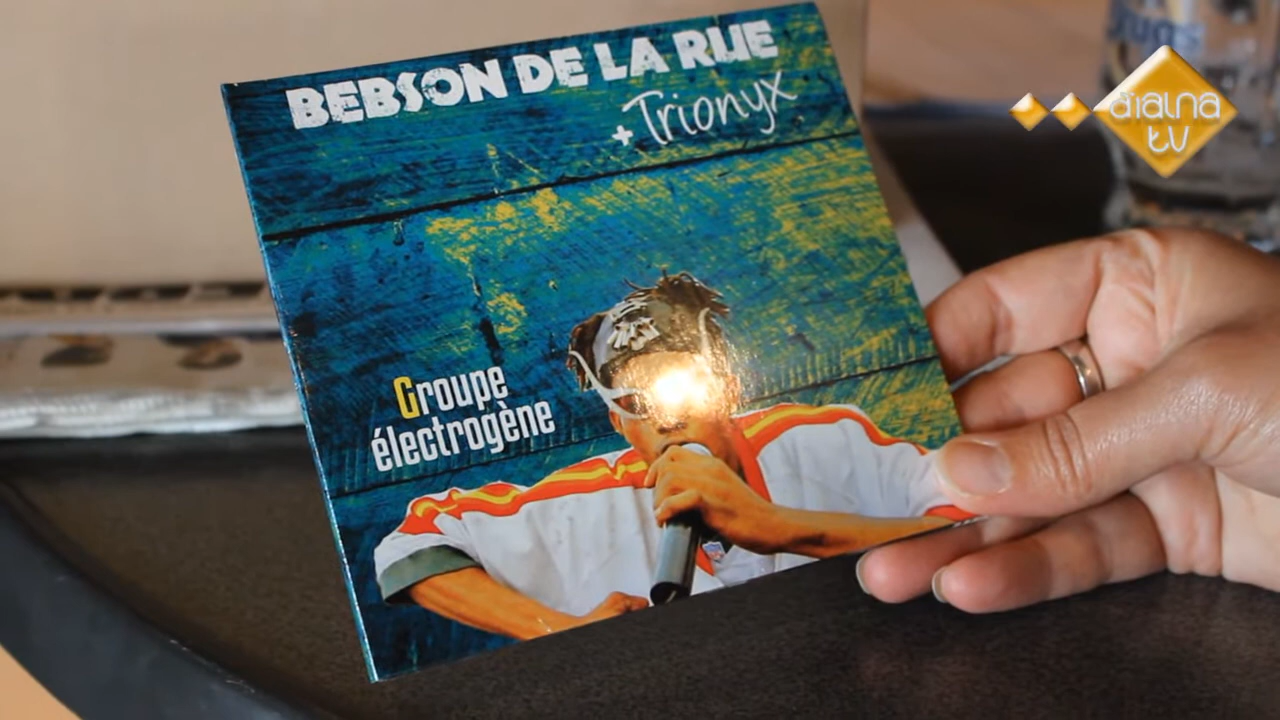 BEBSON DE LA RUE
+ Trionyx
Groupe
électrogène
dialna
tv